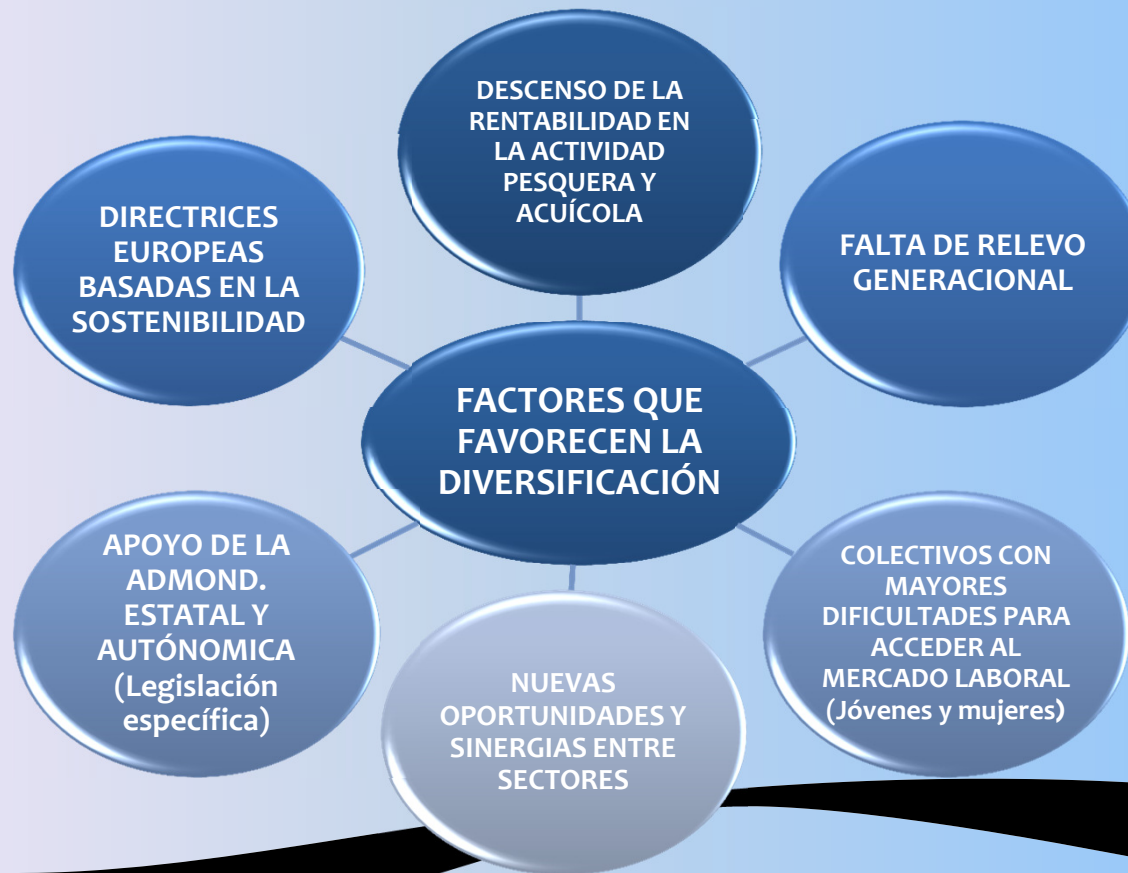 DESCENSO DE LA
RENTABILIDAD EN
LA ACTIVIDAD
PESQUERA Y
ACUÍCOLA
DIRECTRICES
EUROPEAS
BASADAS EN LA
SOSTENIBILIDAD
FALTA DE RELEVO
GENERACIONAL
FACTORES QUE
FAVORECEN LA
DIVERSIFICACIÓN
APOYO DE LA
ADMOND.
ESTATAL Y
AUTÓNOMICA
(Legislación
específica)
COLECTIVOS CON
MAYORES
DIFICULTADES PARA
ACCEDER AL
MERCADO LABORAL
(Jóvenes y mujeres)
NUEVAS
OPORTUNIDADES Y
SINERGIAS ENTRE
SECTORES